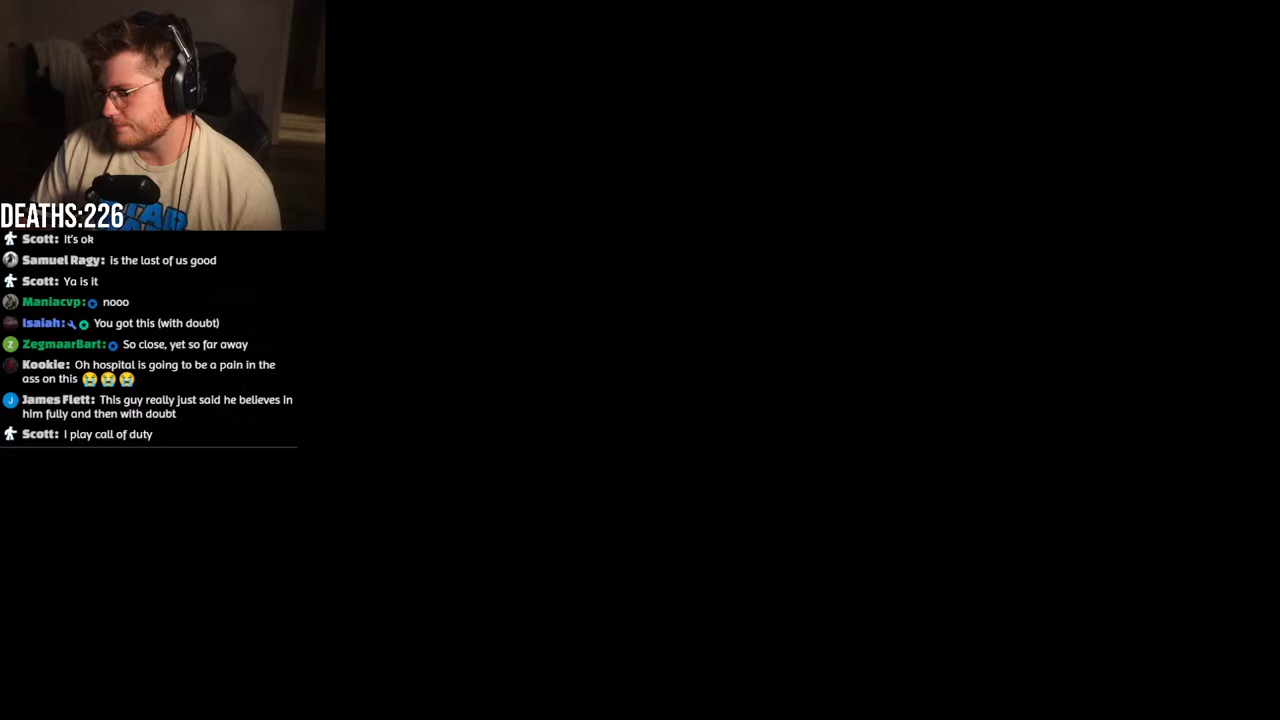 DEATHS:226
Scott: It's ok
Samuel Ragy: is the last of us good
Scott: Ya is it
Maniacvp: nooo
Isaiah: You got this (with doubt)
ZegmaarBart: So close, yet so far away
Kookie: Oh hospital is going to be a pain in the
ass on this 😭😭😭
James Flett: This guy really just said he believes in
him fully and then with doubt
Scott: I play call of duty